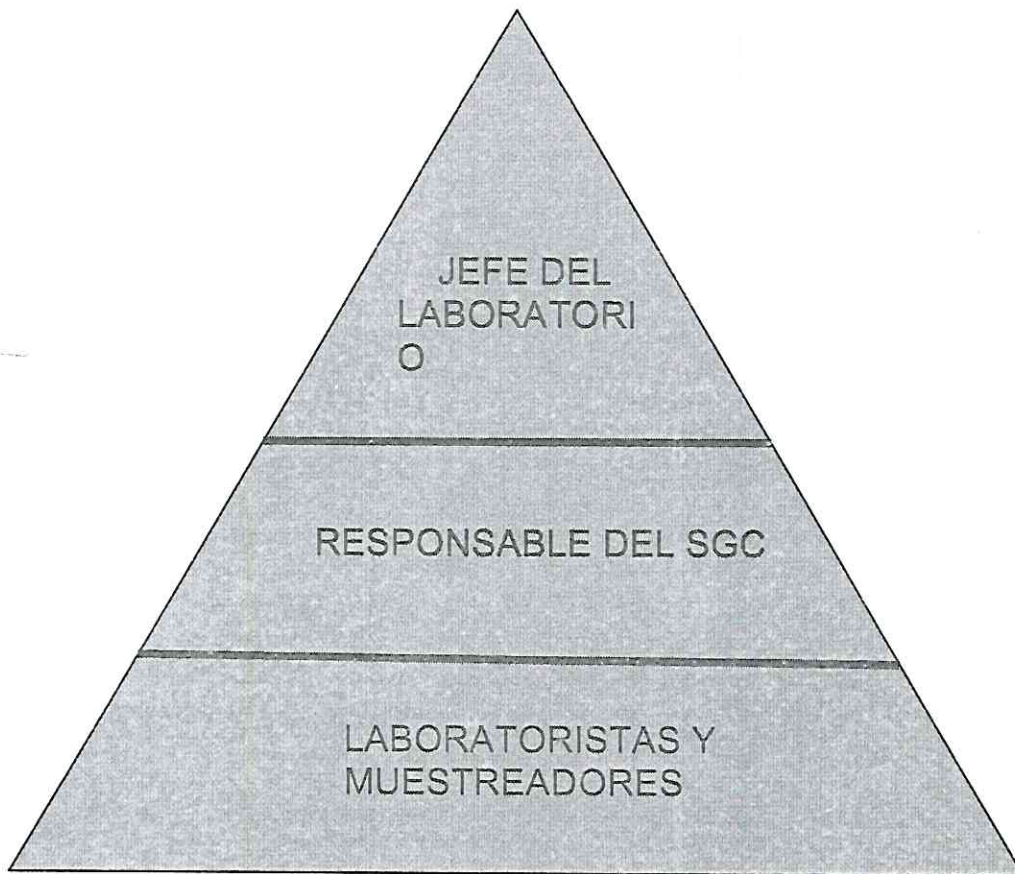 JEFE DEL
LABORATORI
O
RESPONSABLE DEL SGC
LABORATORISTAS Y
MUESTREADORES